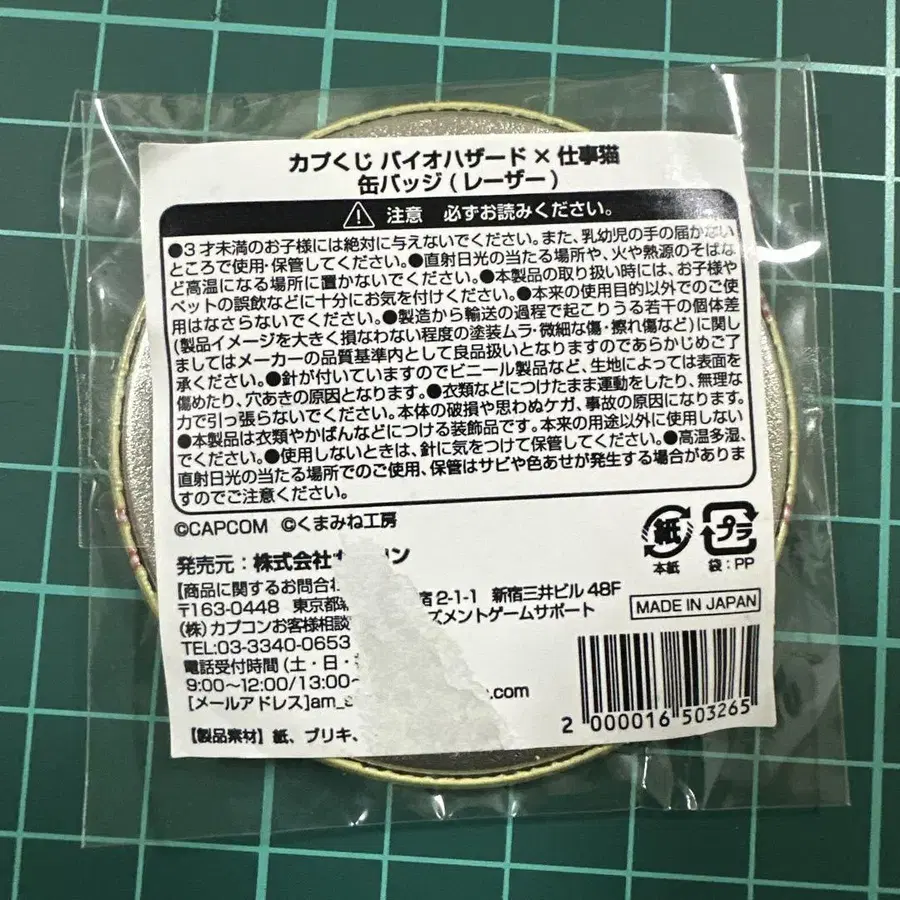 カプくじ バイオハザード × 仕事猫
缶バッジ (レーザー)
注意 必ずお読みください。
●3才未満のお子様には絶対に与えないでください。また、乳幼児の手の届かない
ところで使用・保管してください。●直射日光の当たる場所や、火や熱源のそばな
ど高温になる場所に置かないでください。●本製品の取り扱い時には、お子様や
ペットの誤飲などに十分にお気を付けください。●本来の使用目的以外でのご使
用はなさらないでください。●製造から輸送の過程で起こりうる若干の個体差
(製品イメージを大きく損なわない程度の塗装ムラ・微細な傷・擦れ傷など)に関し
ましてはメーカーの品質基準内として良品扱いとなりますのであらかじめご了
承ください。●針が付いていますのでビニール製品など、生地によっては表面を
傷めたり、穴あきの原因となります。●衣類などにつけたまま運動をしたり、無理な
力で引っ張らないでください。本体の破損や思わぬケガ、事故の原因になります。
●本製品は衣類やかばんなどにつける装飾品です。本来の用途以外に使用しない
でください。●使用しないときは、針に気をつけて保管してください。●高温多湿、
直射日光の当たる場所でのご使用、保管はサビや色あせが発生する場合がありま
すのでご注意ください。
©CAPCOM ©くまみね工房
紙
本紙
プラ
袋:PP
発売元:株式会社 コン
【商品に関するお問合
〒163-0448 東京都 宿2-1-1 新宿三井ビル48F
(株)カプコンお客様相談 ズメントゲームサポート
TEL:03-3340-0653
電話受付時間(土・日・
9:00〜12:00/13:00〜
[メールアドレス]am_ .com
【製品素材】紙、ブリキ、
MADE IN JAPAN
2 000016 503265